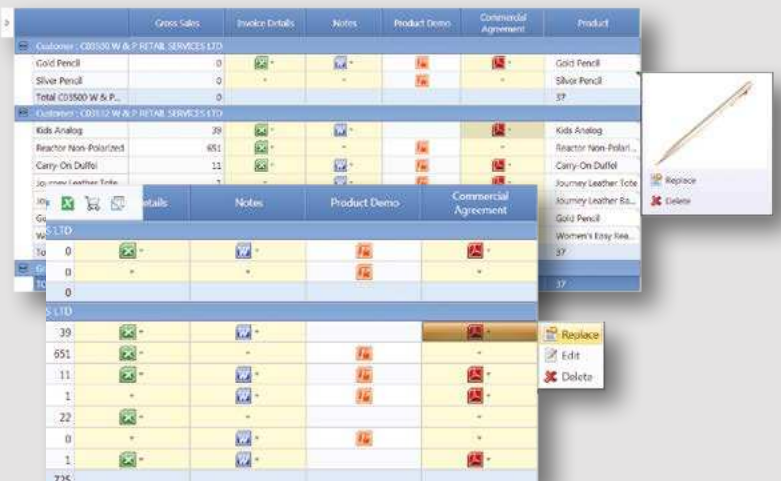 Gross Sales Invoice Details Notes Product Demo Commercial Agreement Product
Customer : C03500 W & P RETAIL SERVICES LTD
Gold Pencil 0 Gold Pencil
Silver Pencil 0 Silver Pencil
Total C03500 W & P... 0 37
Customer : C03512 W & P RETAIL SERVICES LTD
Kids Analog 39 Kids Analog
Reactor Non-Polarized 651 Reactor Non-Polari...
Carry-On Duffel 11 Carry-On Duffel
Journey Leather Tote 1 Journey Leather Tote
Journey Leather Ba...
Gold Pencil
Women's Easy Rea...
37
37
Replace
Delete
etails Notes Product Demo Commercial Agreement
S LTD
0
0
0
S LTD
39
651
11
1
22
0
1
725
Replace
Edit
Delete